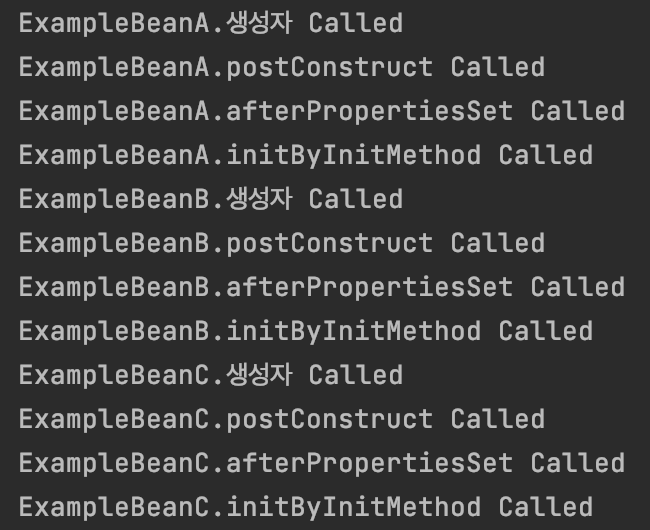 ExampleBeanA.생성자 Called
ExampleBeanA.postConstruct Called
ExampleBeanA.afterPropertiesSet Called
ExampleBeanA.initByInitMethod Called
ExampleBeanB.생성자 Called
ExampleBeanB.postConstruct Called
ExampleBeanB.afterPropertiesSet Called
ExampleBeanB.initByInitMethod Called
ExampleBeanC.생성자 Called
ExampleBeanC.postConstruct Called
ExampleBeanC.afterPropertiesSet Called
ExampleBeanC.initByInitMethod Called